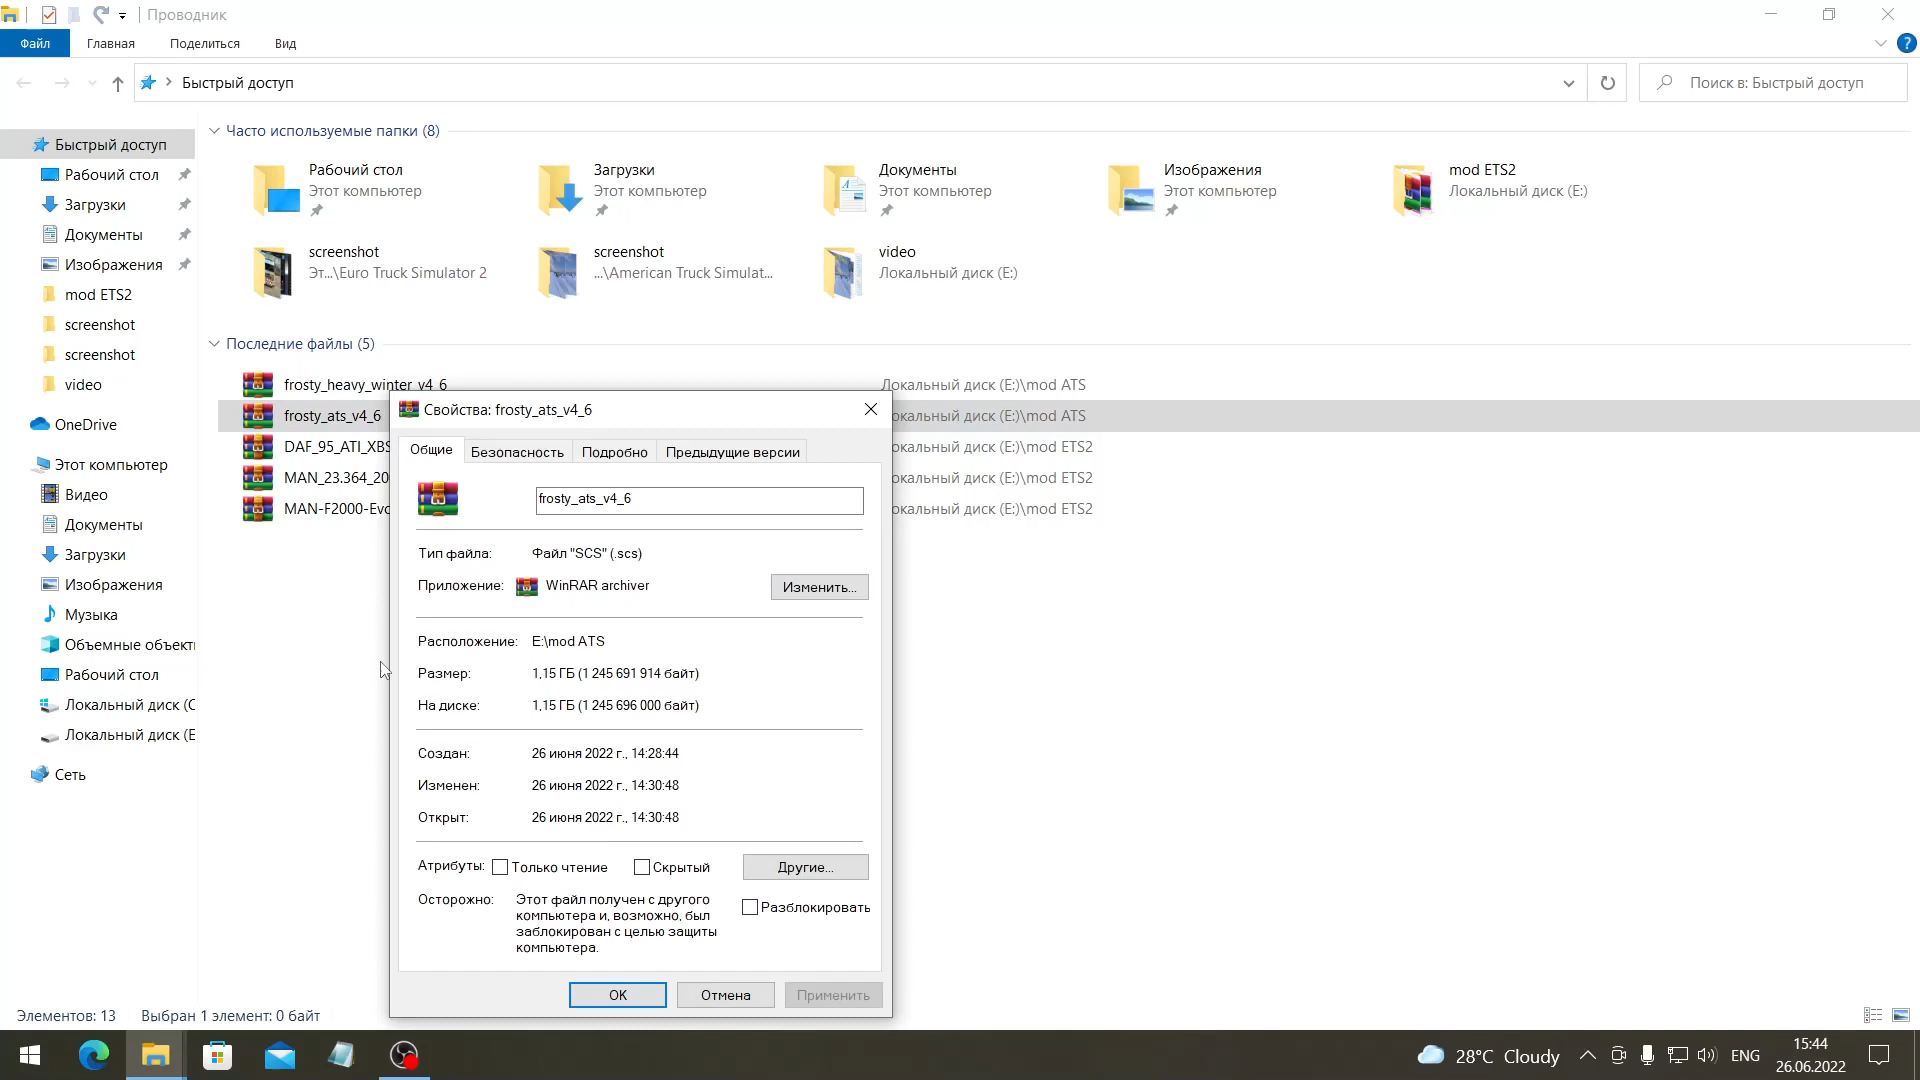 Проводник
Файл
Главная
Поделиться
Вид
Быстрый доступ
Поиск в: Быстрый доступ
Быстрый доступ
Рабочий стол
Загрузки
Документы
Изображения
mod ETS2
screenshot
screenshot
video
OneDrive
Этот компьютер
Видео
Документы
Загрузки
Изображения
Музыка
Объемные объект
Рабочий стол
Локальный диск (C
Локальный диск (E
Сеть
Часто используемые папки (8)
Рабочий стол
Этот компьютер
Загрузки
Этот компьютер
Документы
Этот компьютер
Изображения
Этот компьютер
mod ETS2
Локальный диск (E:)
screenshot
Эт...\Euro Truck Simulator 2
screenshot
...\American Truck Simulat...
video
Локальный диск (E:)
Последние файлы (5)
frosty_heavy_winter_v4_6
Локальный диск (E:)\mod ATS
frosty_ats_v4_6
окальный диск (E:)\mod ATS
DAF_95_ATI_XBS
окальный диск (E:)\mod ETS2
MAN_23.364_20
окальный диск (E:)\mod ETS2
MAN-F2000-Evo
окальный диск (E:)\mod ETS2
Свойства: frosty_ats_v4_6
Общие
Безопасность
Подробно
Предыдущие версии
frosty_ats_v4_6
Тип файла: Файл "SCS" (.scs)
Приложение: WinRAR archiver
Изменить...
Расположение: E:\mod ATS
Размер: 1,15 ГБ (1 245 691 914 байт)
На диске: 1,15 ГБ (1 245 696 000 байт)
Создан: 26 июня 2022 г., 14:28:44
Изменен: 26 июня 2022 г., 14:30:48
Открыт: 26 июня 2022 г., 14:30:48
Атрибуты: Только чтение Скрытый
Другие...
Осторожно: Этот файл получен с другого
компьютера и, возможно, был
заблокирован с целью защиты
компьютера.
Разблокировать
OK
Отмена
Применить
Элементов: 13
Выбран 1 элемент: 0 байт
28°C Cloudy
ENG
15:44
26.06.2022